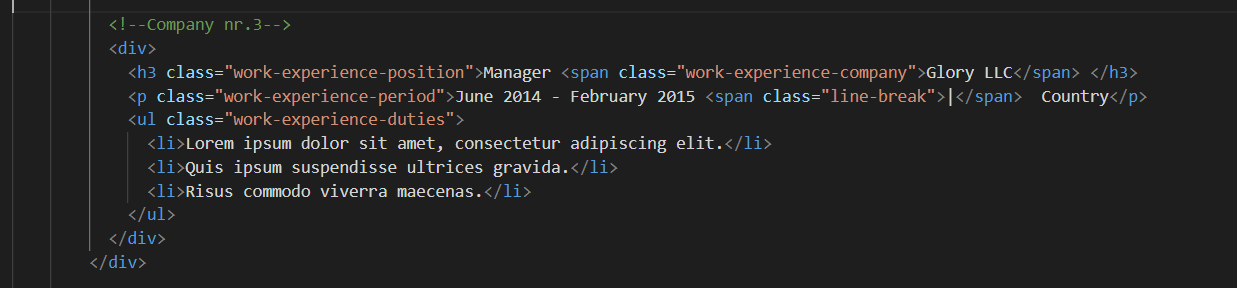 <!--Company nr.3-->
<div>
<h3 class="work-experience-position">Manager <span class="work-experience-company">Glory LLC</span> </h3>
<p class="work-experience-period">June 2014 - February 2015 <span class="line-break">|</span>  Country</p>
<ul class="work-experience-duties">
<li>Lorem ipsum dolor sit amet, consectetur adipiscing elit.</li>
<li>Quis ipsum suspendisse ultrices gravida.</li>
<li>Risus commodo viverra maecenas.</li>
</ul>
</div>
</div>